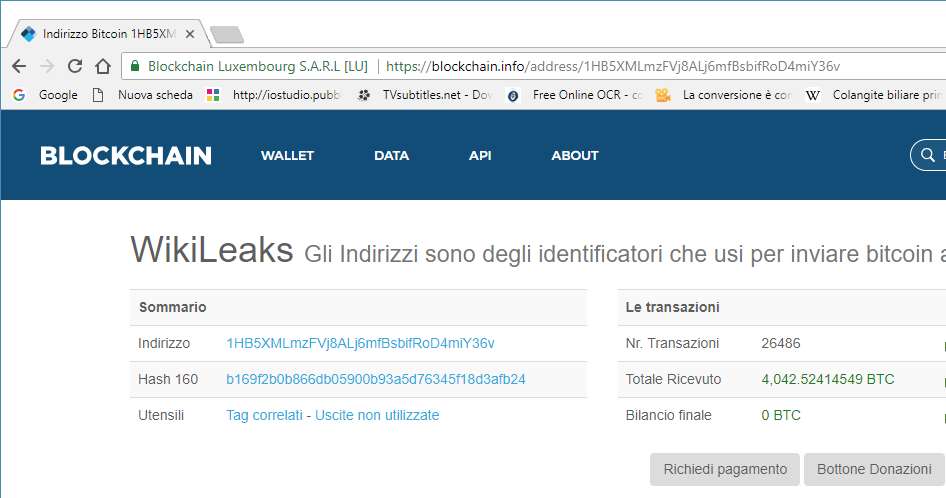 Indirizzo Bitcoin 1HB5XM
Blockchain Luxembourg S.A.R.L [LU] https://blockchain.info/address/1HB5XMLmzFVj8ALj6mfBsbifRoD4miY36v
Google Nuova scheda http://iostudio.pubb TVsubtitles.net - Dov Free Online OCR - co La conversione è con Colangite biliare prim
BLOCKCHAIN WALLET DATA API ABOUT
WikiLeaks Gli Indirizzi sono degli identificatori che usi per inviare bitcoin a
Sommario
Indirizzo 1HB5XMLmzFVj8ALj6mfBsbifRoD4miY36v
Hash 160 b169f2b0b866db05900b93a5d76345f18d3afb24
Utensili Tag correlati - Uscite non utilizzate
Le transazioni
Nr. Transazioni 26486
Totale Ricevuto 4,042.52414549 BTC
Bilancio finale 0 BTC
Richiedi pagamento Bottone Donazioni